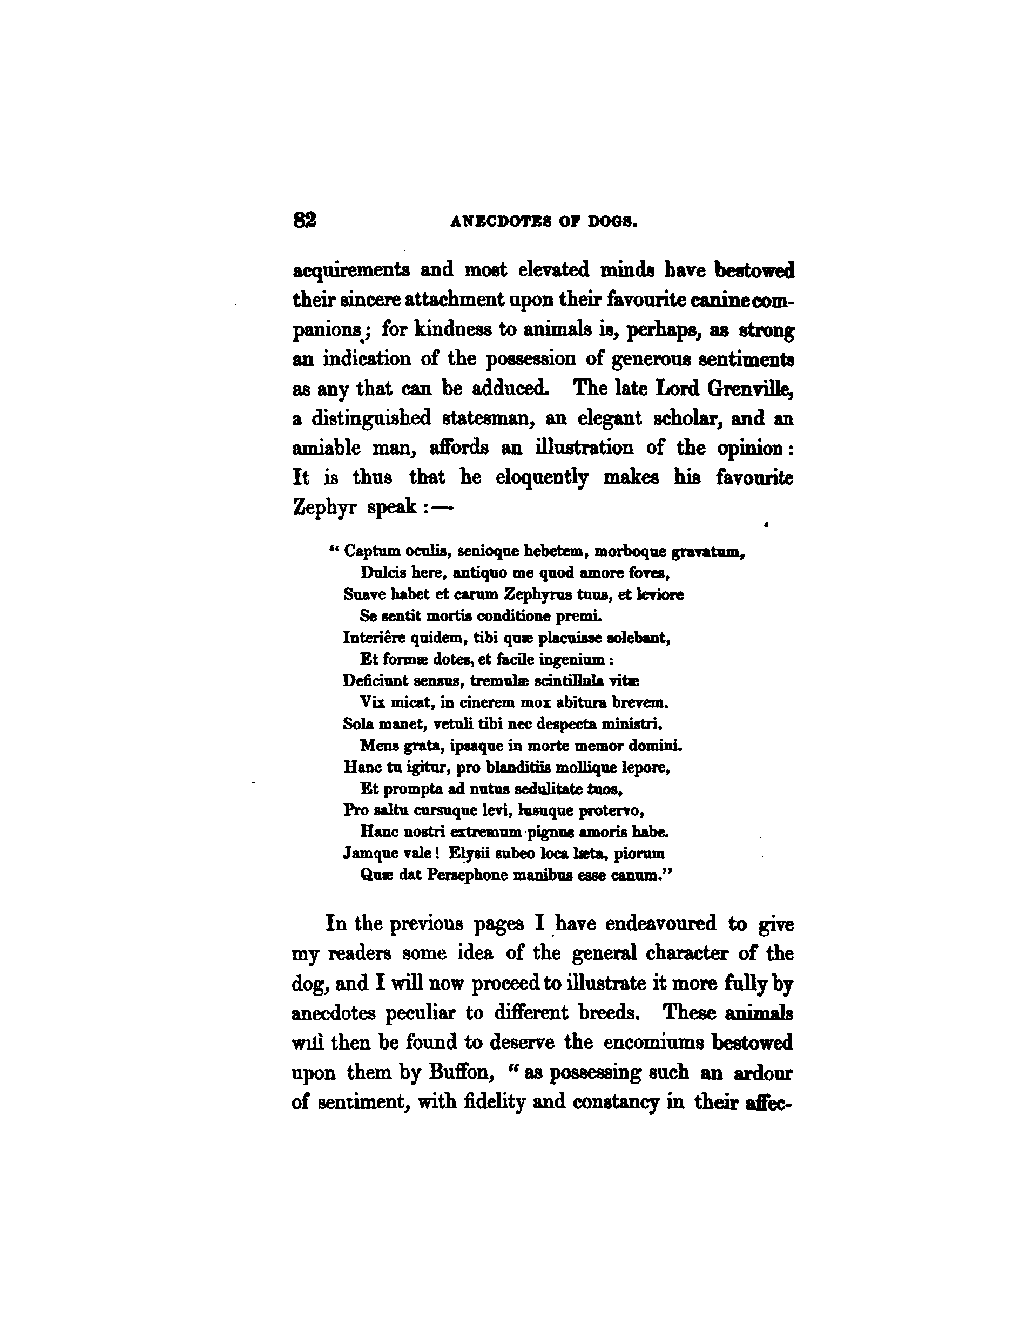 82 ANECDOTES OF DOGS.
acquirements and most elevated minds have bestowed
their sincere attachment upon their favourite canine com-
panions; for kindness to animals is, perhaps, as strong
an indication of the possession of generous sentiments
as any that can be adduced. The late Lord Grenville,
a distinguished statesman, an elegant scholar, and an
amiable man, affords an illustration of the opinion:
It is thus that he eloquently makes his favourite
Zephyr speak:—
“Captum oculis, senioque hebetem, morboque gravatum,
Dulcis here, antiquo me quod amore foves,
Suave habet et carum Zephyrus tuus, et leviore
Se sentit mortis conditione premi.
Interiêre quidem, tibi quæ placuisse solebant,
Et formæ dotes, et facile ingenium:
Deficiunt sensus, tremulæ scintillula vitæ
Vix micat, in cinerem mox abitura brevem.
Sola manet, vetuli tibi nec despecta ministri,
Mens grata, ipsaque in morte memor domini.
Hanc tu igitur, pro blanditiis mollique lepore,
Et prompta ad nutus sedulitate tuos,
Pro saltu cursuque levi, lusuque protervo,
Hanc nostri extremum pignus amoris habe.
Jamque vale! Elysii subeo loca læta, piorum
Quæ dat Persephone manibus esse canum.”
In the previous pages I have endeavoured to give
my readers some idea of the general character of the
dog, and I will now proceed to illustrate it more fully by
anecdotes peculiar to different breeds. These animals
will then be found to deserve the encomiums bestowed
upon them by Buffon, “as possessing such an ardour
of sentiment, with fidelity and constancy in their affec-